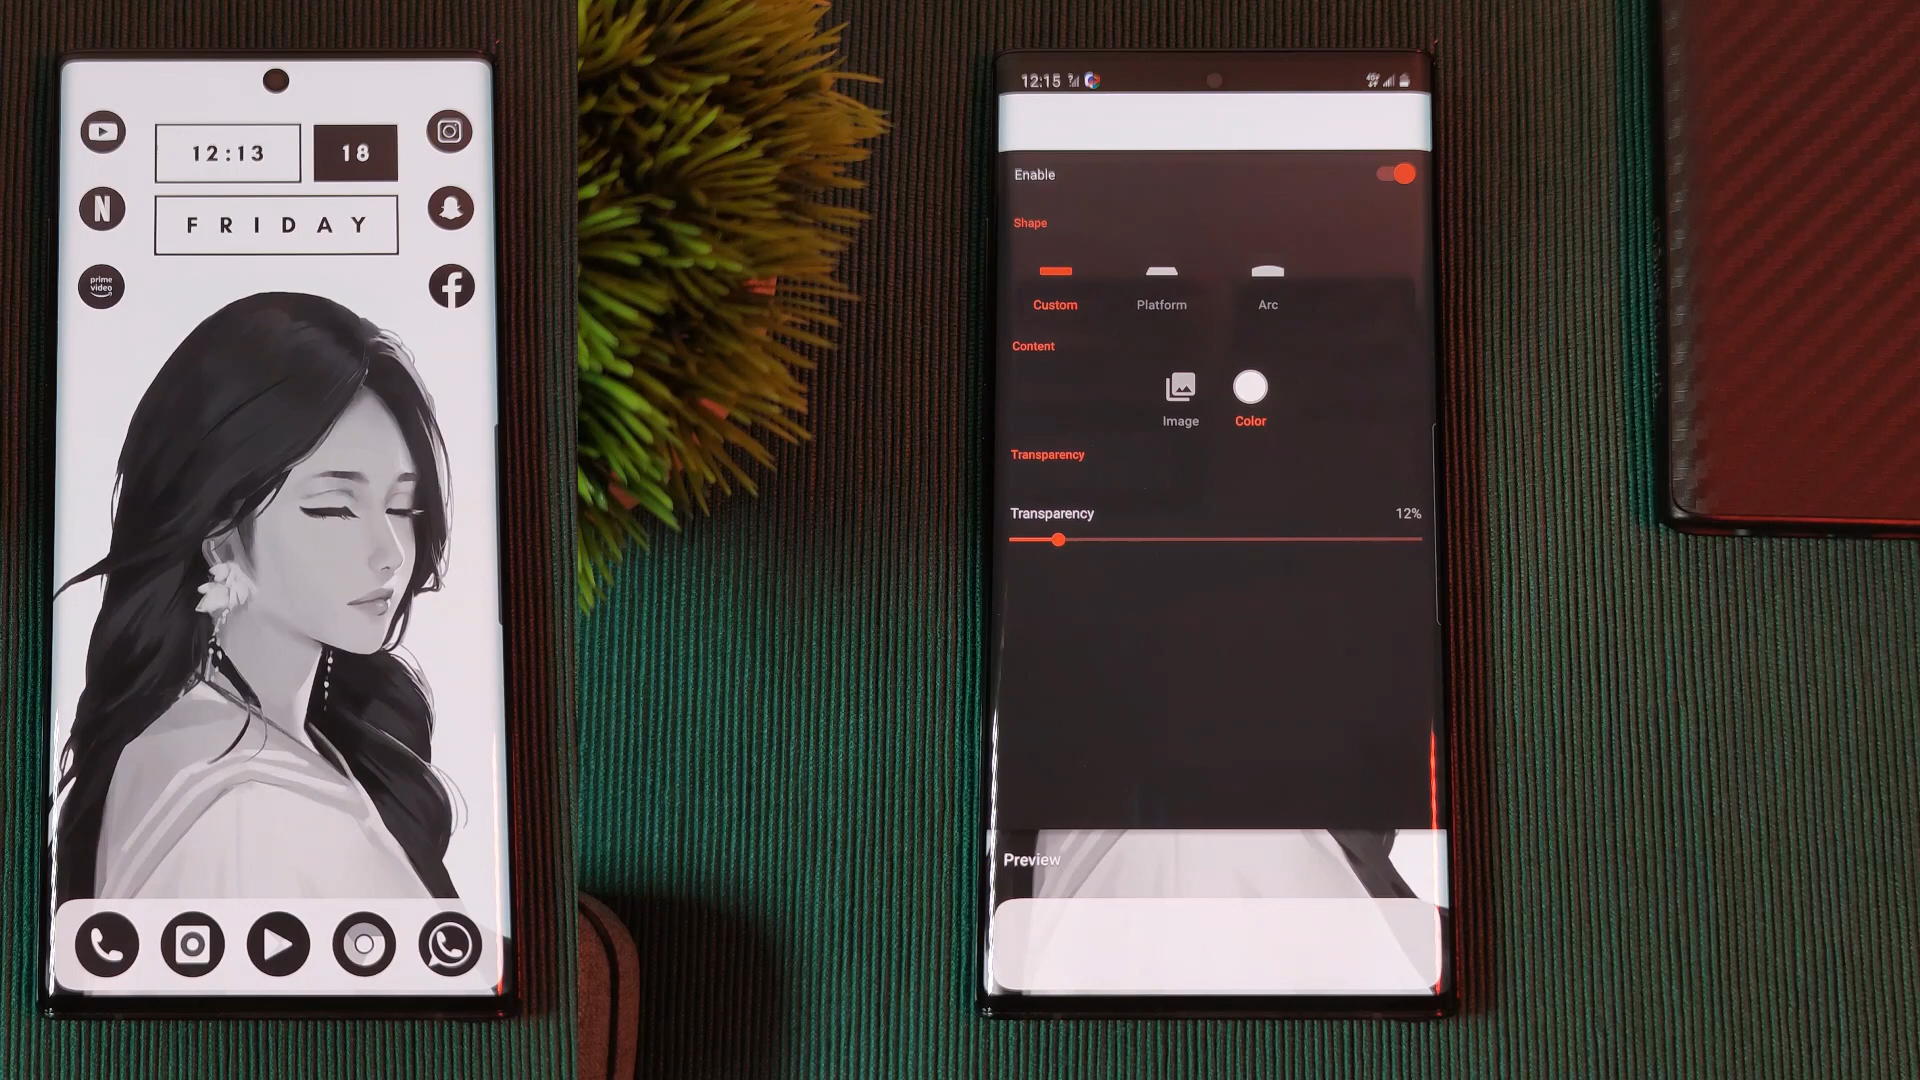 12:13
18
FRIDAY
N
prime
video
f
12:15
Enable
Shape
Custom
Platform
Arc
Content
Image
Color
Transparency
Transparency
12%
Preview